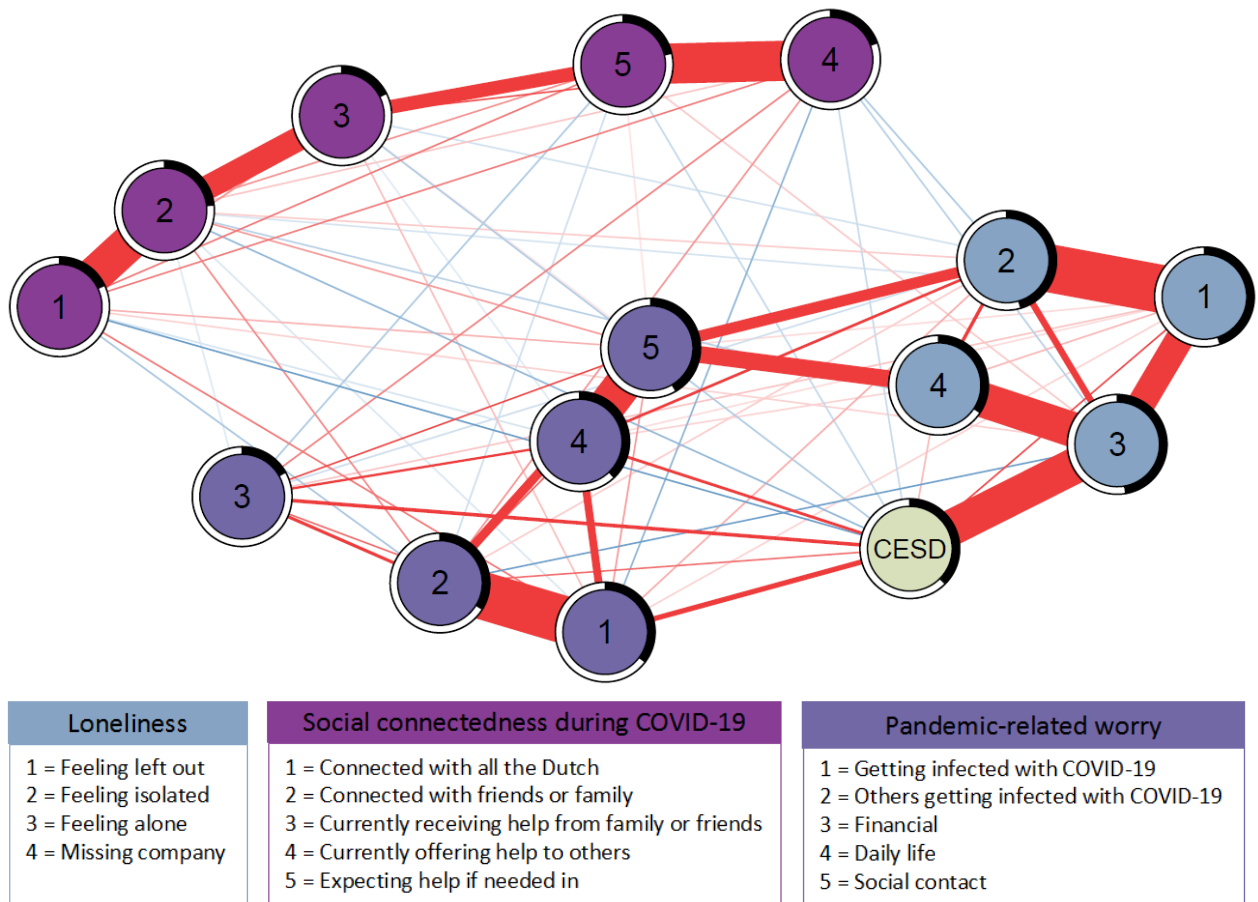 5
4
3
2
1
2
1
5
4
4
3
3
CESD
2
1
Loneliness
1 = Feeling left out
2 = Feeling isolated
3 = Feeling alone
4 = Missing company
Social connectedness during COVID-19
1 = Connected with all the Dutch
2 = Connected with friends or family
3 = Currently receiving help from family or friends
4 = Currently offering help to others
5 = Expecting help if needed in
Pandemic-related worry
1 = Getting infected with COVID-19
2 = Others getting infected with COVID-19
3 = Financial
4 = Daily life
5 = Social contact